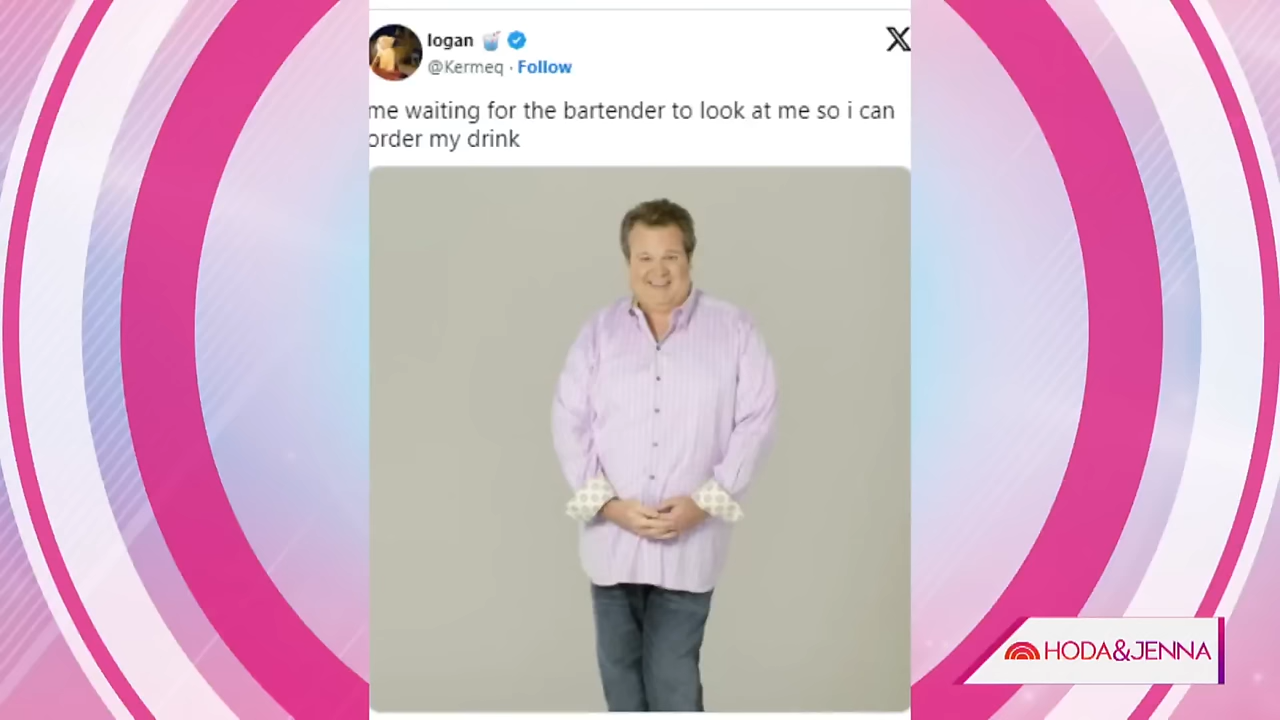 logan
@Kermeq · Follow
me waiting for the bartender to look at me so i can
order my drink
HODA&JENNA